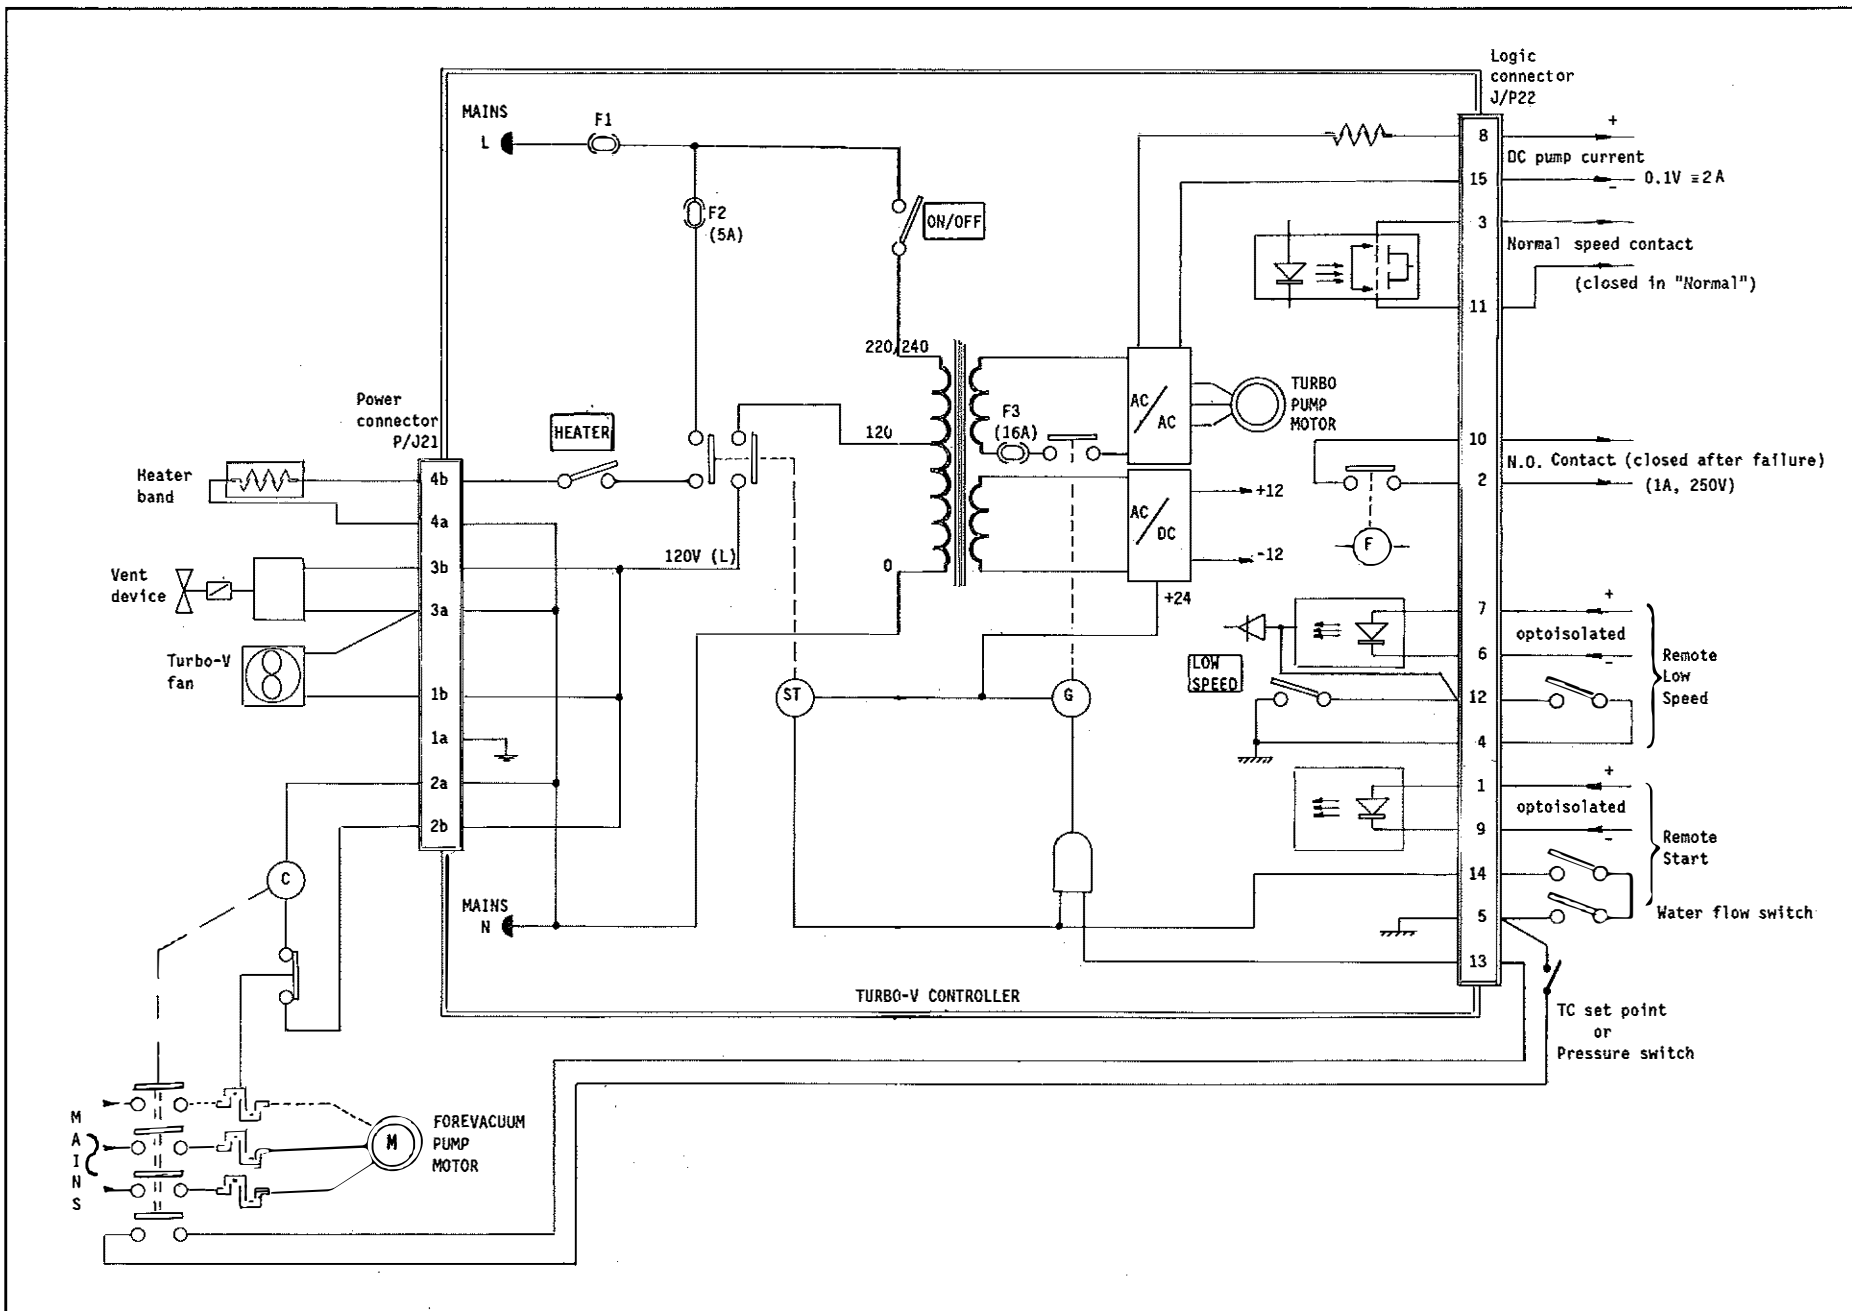 Logic
connector
J/P22
MAINS
L
F1
F2
(5A)
ON/OFF
8
+
DC pump current
15
-
0.1V ≡ 2A
3
Normal speed contact
(closed in "Normal")
11
220/240
120
0
F3
(16A)
AC
AC
TURBO
PUMP
MOTOR
Power
connector
P/J21
HEATER
Heater
band
4b
4a
120V (L)
AC
DC
+12
-12
+24
10
N.O. Contact (closed after failure)
2
(1A, 250V)
F
Vent
device
3b
3a
Turbo-V
fan
1b
1a
2a
2b
ST
G
LOW
SPEED
7
+
optoisolated
6
-
Remote
Low
Speed
12
4
1
+
optoisolated
9
-
Remote
Start
14
5
Water flow switch
13
C
MAINS
N
TURBO-V CONTROLLER
TC set point
or
Pressure switch
M
A
I
N
S
M
FOREVACUUM
PUMP
MOTOR